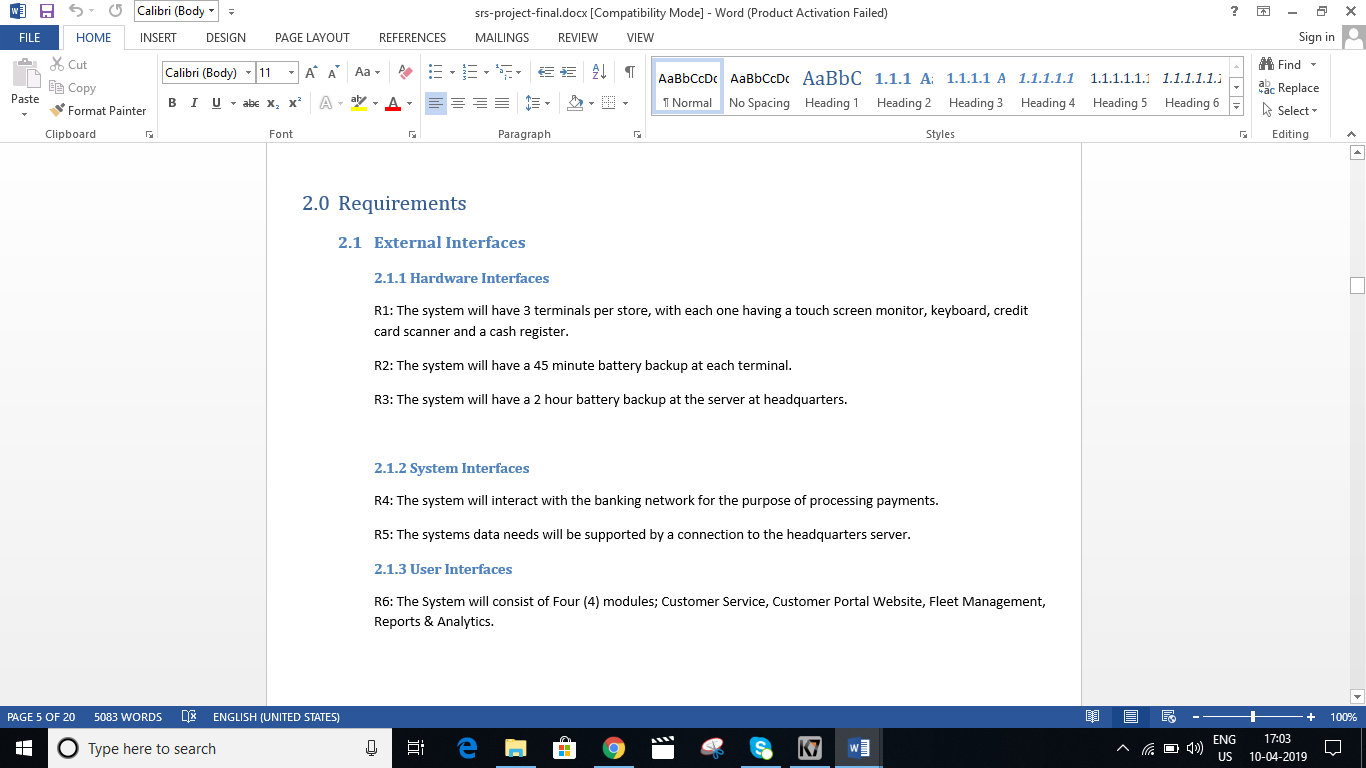 Calibri (Body
srs-project-final.docx [Compatibility Mode] - Word (Product Activation Failed)
FILE HOME INSERT DESIGN PAGE LAYOUT REFERENCES MAILINGS REVIEW VIEW Sign in
Paste
Cut
Copy
Format Painter
Clipboard
Calibri (Body) 11
Font
Paragraph
AaBbCcDc AaBbCcDc AaBbC 1.1.1 A 1.1.1.1 A 1.1.1.1.1 1.1.1.1.1.1 1.1.1.1.1.1
¶ Normal No Spacing Heading 1 Heading 2 Heading 3 Heading 4 Heading 5 Heading 6
Styles
Find
Replace
Select
Editing
2.0 Requirements
2.1 External Interfaces
2.1.1 Hardware Interfaces
R1: The system will have 3 terminals per store, with each one having a touch screen monitor, keyboard, credit
card scanner and a cash register.
R2: The system will have a 45 minute battery backup at each terminal.
R3: The system will have a 2 hour battery backup at the server at headquarters.
2.1.2 System Interfaces
R4: The system will interact with the banking network for the purpose of processing payments.
R5: The systems data needs will be supported by a connection to the headquarters server.
2.1.3 User Interfaces
R6: The System will consist of Four (4) modules; Customer Service, Customer Portal Website, Fleet Management,
Reports & Analytics.
PAGE 5 OF 20 5083 WORDS ENGLISH (UNITED STATES) 100%
Type here to search
ENG
US
17:03
10-04-2019